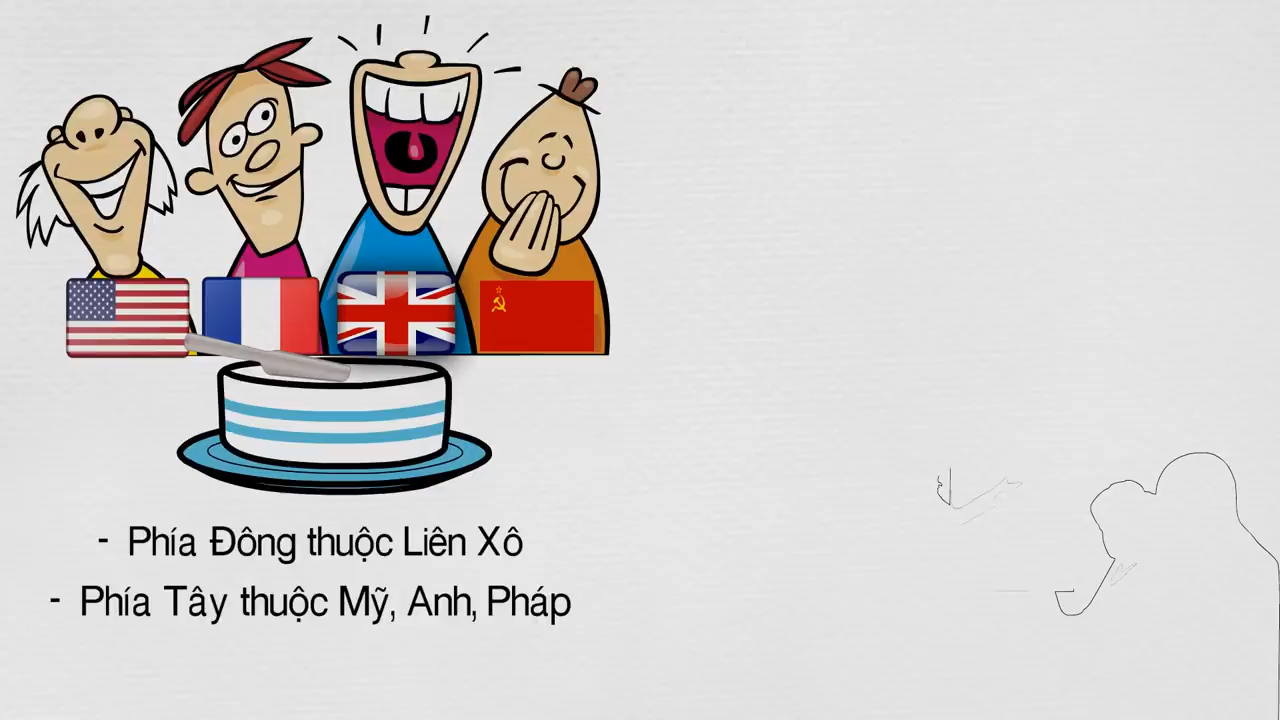 - Phía Đông thuộc Liên Xô
- Phía Tây thuộc Mỹ, Anh, Pháp